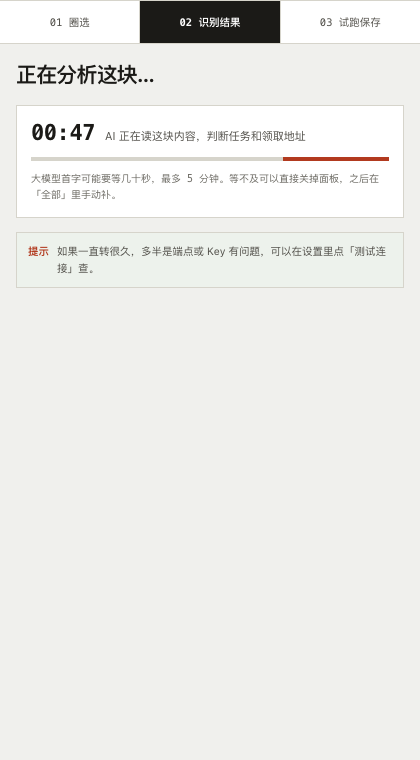 01 圈选
02 识别结果
03 试跑保存
正在分析这块…
00:47 AI 正在读这块内容，判断任务和领取地址
大模型首字可能要等几十秒，最多 5 分钟。等不及可以直接关掉面板，之后在
「全部」里手动补。
提示 如果一直转很久，多半是端点或 Key 有问题，可以在设置里点「测试连
接」查。